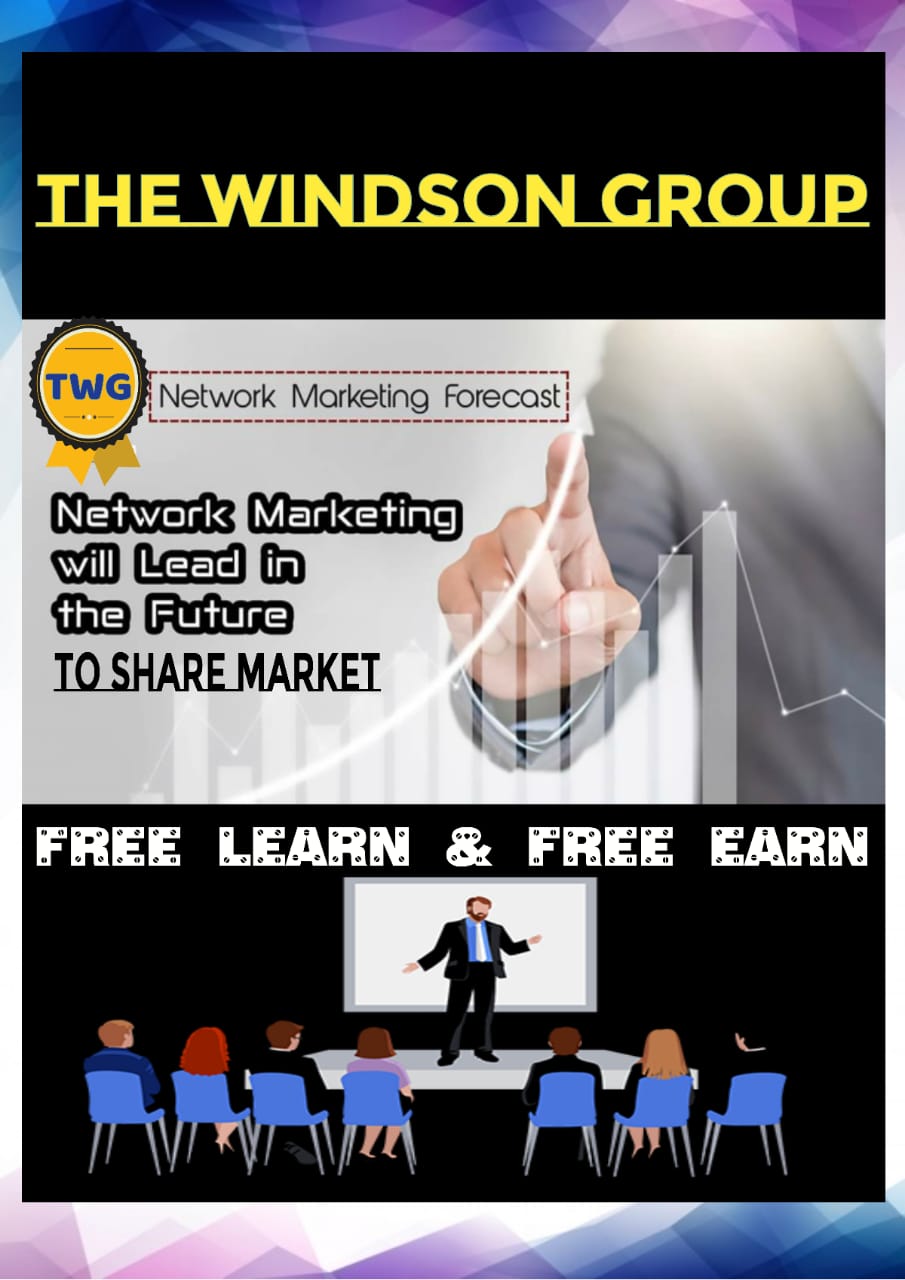 THE WINDSON GROUP
TWG
Network Marketing Forecast
Network Marketing
will Lead in
the Future
TO SHARE MARKET
FREE LEARN & FREE EARN